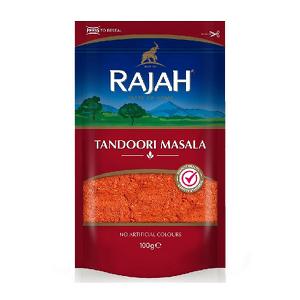 PRESS TO RESEAL
RAJAH®
TANDOORI MASALA
NO ARTIFICIAL COLOURS
100g e